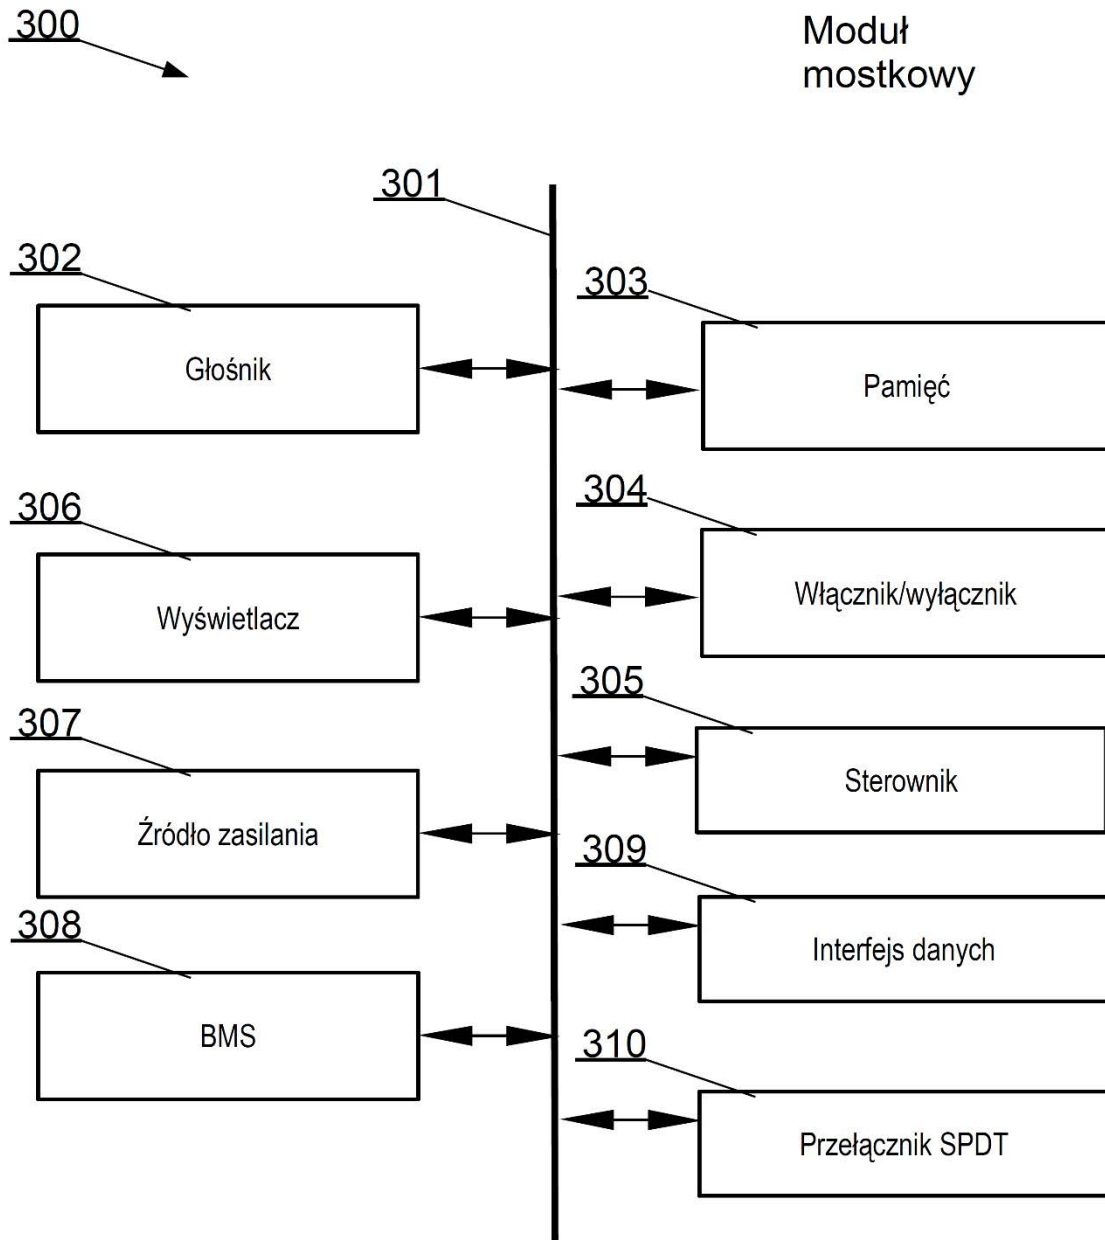 300
Moduł
mostkowy
301
302
303
Głośnik
Pamięć
306
304
Wyświetlacz
Włącznik/wyłącznik
305
307
Sterownik
Źródło zasilania
309
308
Interfejs danych
BMS
310
Przełącznik SPDT